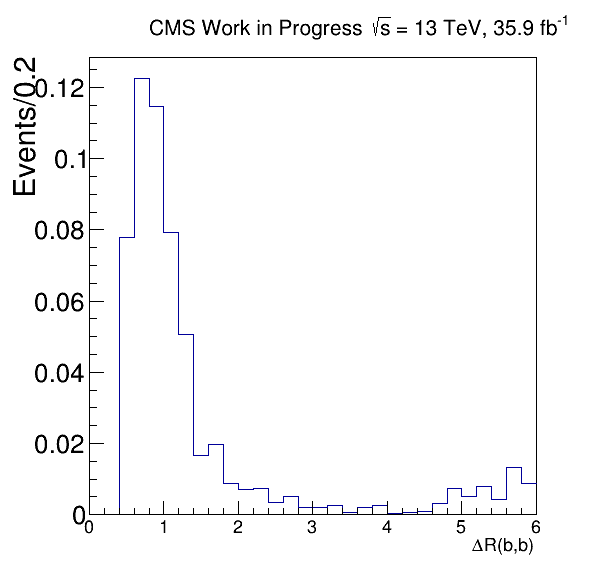 CMS Work in Progress √s = 13 TeV, 35.9 fb⁻¹
Events/0.2
0.12
0.1
0.08
0.06
0.04
0.02
0
0 1 2 3 4 5 6
ΔR(b,b)